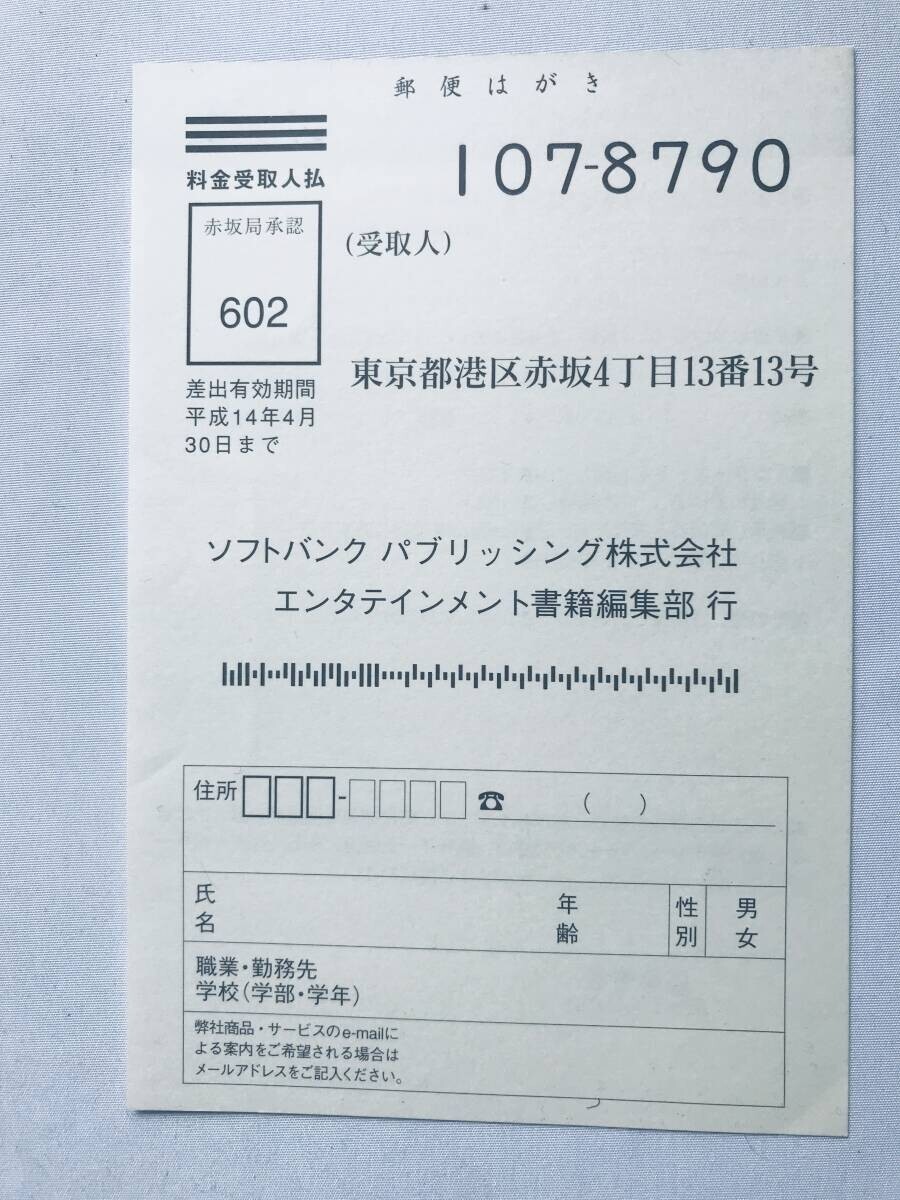 郵便はがき
料金受取人払
107-8790
赤坂局承認
602
(受取人)
差出有効期間
平成14年4月
30日まで
東京都港区赤坂4丁目13番13号
ソフトバンク パブリッシング株式会社
エンタテインメント書籍編集部 行
住所 - ☎ ( )
氏名 年齢 性別 男 女
職業・勤務先
学校(学部・学年)
弊社商品・サービスのe-mailに
よる案内をご希望される場合は
メールアドレスをご記入ください。